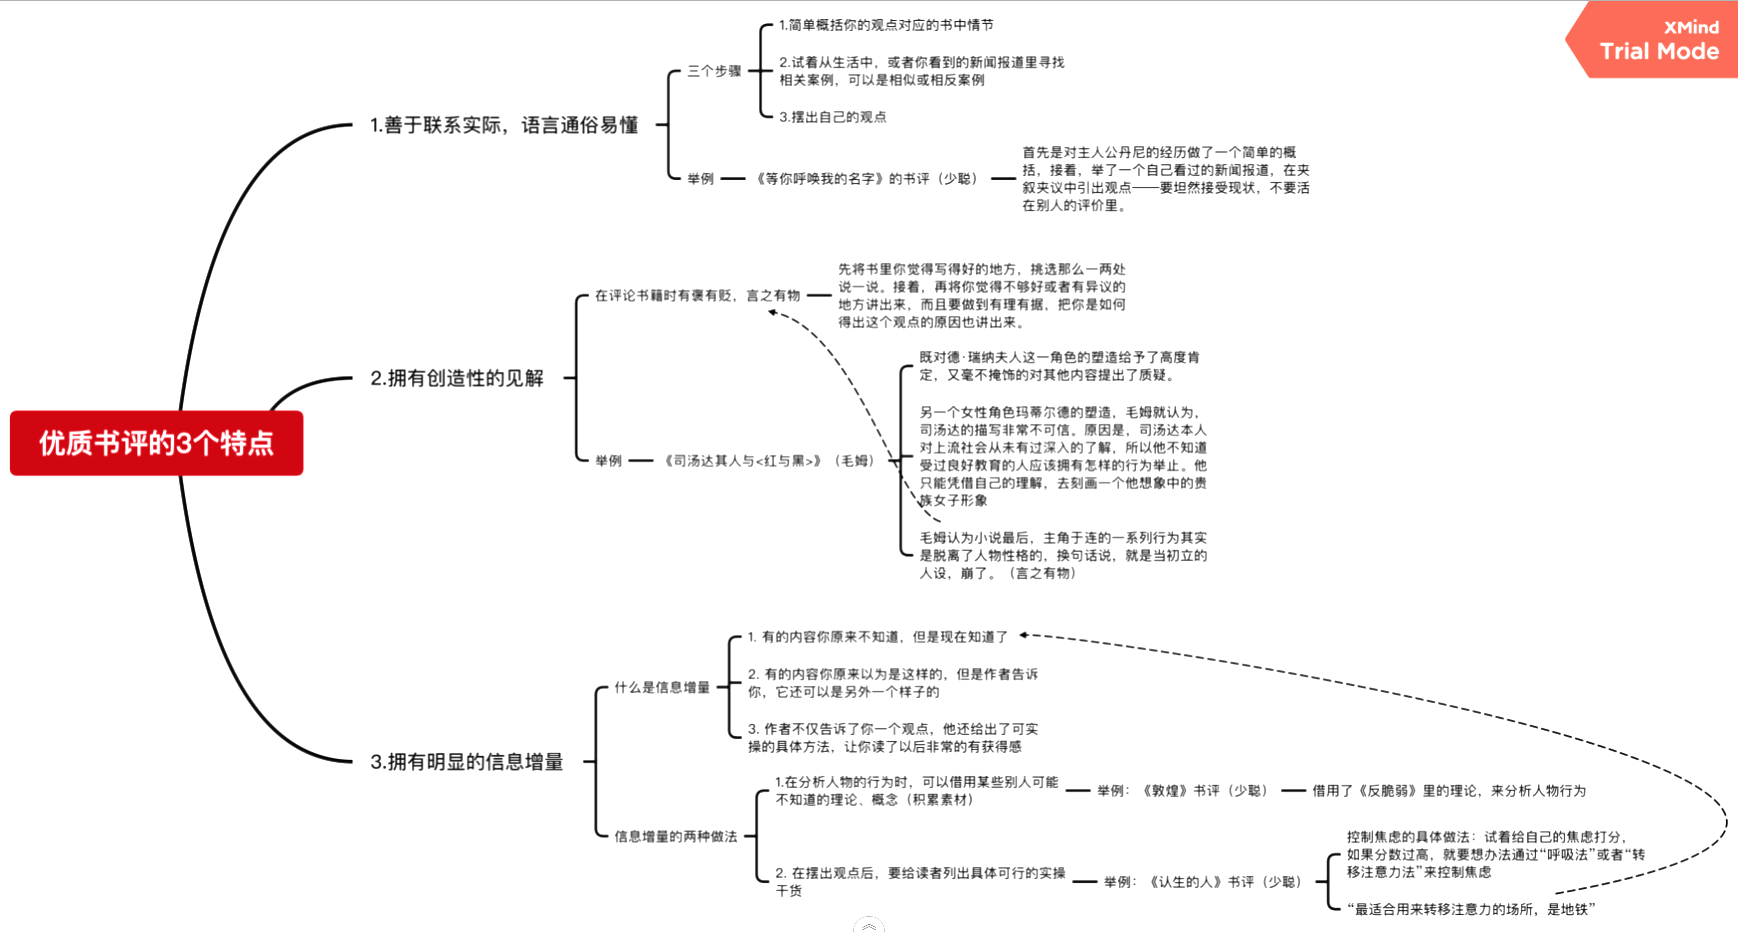 XMind
Trial Mode
优质书评的3个特点
1.善于联系实际，语言通俗易懂
三个步骤
1.简单概括你的观点对应的书中情节
2.试着从生活中，或者你看到的新闻报道里寻找
相关案例，可以是相似或相反案例
3.摆出自己的观点
举例
《等你呼唤我的名字》的书评（少聪）
首先是对主人公丹尼的经历做了一个简单的概
括，接着，举了一个自己看过的新闻报道，在夹
叙夹议中引出观点——要坦然接受现状，不要活
在别人的评价里。
2.拥有创造性的见解
在评论书籍时有褒有贬，言之有物
先将书里你觉得写得好的地方，挑选那么一两处
说一说。接着，再将你觉得不够好或者有异议的
地方讲出来，而且要做到有理有据，把你是如何
得出这个观点的原因也讲出来。
举例
《司汤达其人与<红与黑>》（毛姆）
既对德·瑞纳夫人这一角色的塑造给予了高度肯
定，又毫不掩饰的对其他内容提出了质疑。
另一个女性角色玛蒂尔德的塑造，毛姆就认为，
司汤达的描写非常不可信。原因是，司汤达本人
对上流社会从未有过深入的了解，所以他不知道
受过良好教育的人应该拥有怎样的行为举止。他
只能凭借自己的理解，去刻画一个他想象中的贵
族女子形象
毛姆认为小说最后，主角于连的一系列行为其实
是脱离了人物性格的，换句话说，就是当初立的
人设，崩了。（言之有物）
3.拥有明显的信息增量
什么是信息增量
1. 有的内容你原来不知道，但是现在知道了
2. 有的内容你原来以为是这样的，但是作者告诉
你，它还可以是另外一个样子的
3. 作者不仅告诉了你一个观点，他还给出了可实
操的具体方法，让你读了以后非常的有获得感
信息增量的两种做法
1.在分析人物的行为时，可以借用某些别人可能
不知道的理论、概念（积累素材）
举例：《敦煌》书评（少聪）
借用了《反脆弱》里的理论，来分析人物行为
2. 在摆出观点后，要给读者列出具体可行的实操
干货
举例：《认生的人》书评（少聪）
控制焦虑的具体做法：试着给自己的焦虑打分，
如果分数过高，就要想办法通过“呼吸法”或者“转
移注意力法”来控制焦虑
“最适合用来转移注意力的场所，是地铁”